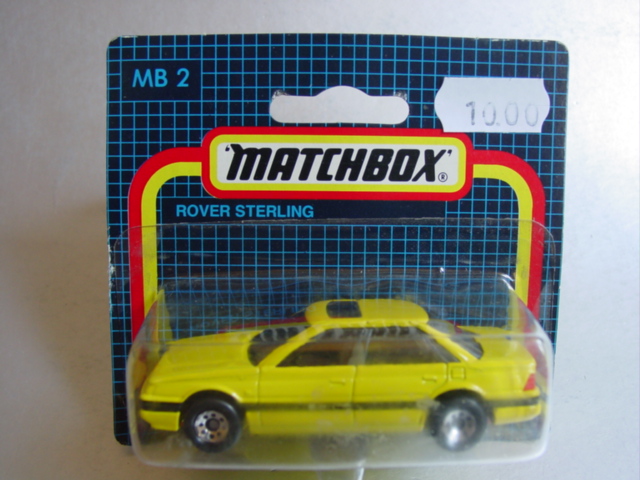 MB 2
10.00
"MATCHBOX"®
ROVER STERLING